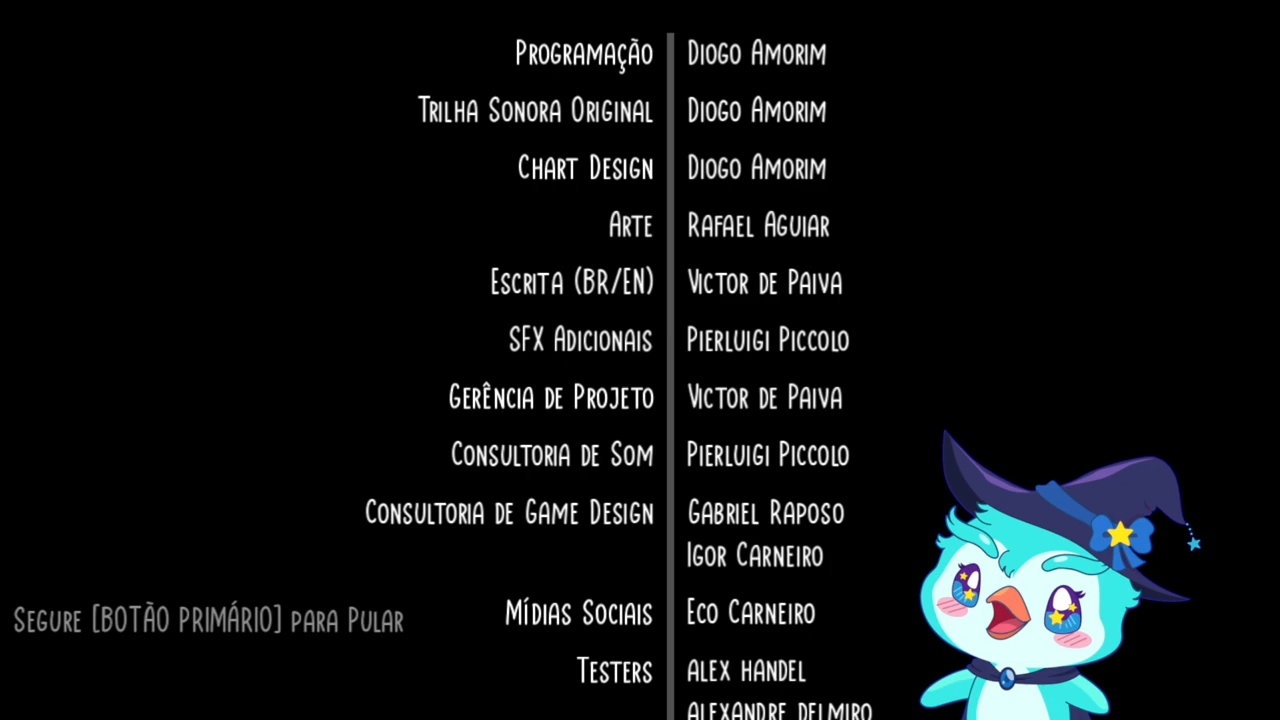 Programação Diogo Amorim
Trilha Sonora Original Diogo Amorim
Chart Design Diogo Amorim
Arte Rafael Aguiar
Escrita (BR/EN) Victor de Paiva
SFX Adicionais Pierluigi Piccolo
Gerência de Projeto Victor de Paiva
Consultoria de Som Pierluigi Piccolo
Consultoria de Game Design Gabriel Raposo
Igor Carneiro
Mídias Sociais Eco Carneiro
Segure [BOTÃO PRIMÁRIO] para Pular
Testers ALEX HANDEL
ALEXANDRE DELMIRO